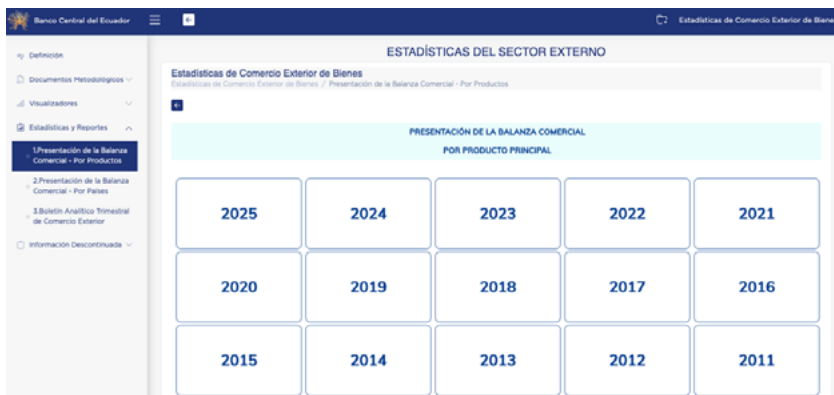 Banco Central del Ecuador
Estadísticas de Comercio Exterior de Biene
Definición
Documentos Metodológicos
Visualizadores
Estadísticas y Reportes
1.Presentación de la Balanza
Comercial - Por Productos
2.Presentación de la Balanza
Comercial - Por Países
3.Boletín Analítico Trimestral
de Comercio Exterior
Información Descontinuada
ESTADÍSTICAS DEL SECTOR EXTERNO
Estadísticas de Comercio Exterior de Bienes
Estadísticas de Comercio Exterior de Bienes / Presentación de la Balanza Comercial - Por Productos
PRESENTACIÓN DE LA BALANZA COMERCIAL
POR PRODUCTO PRINCIPAL
2025 2024 2023 2022 2021
2020 2019 2018 2017 2016
2015 2014 2013 2012 2011